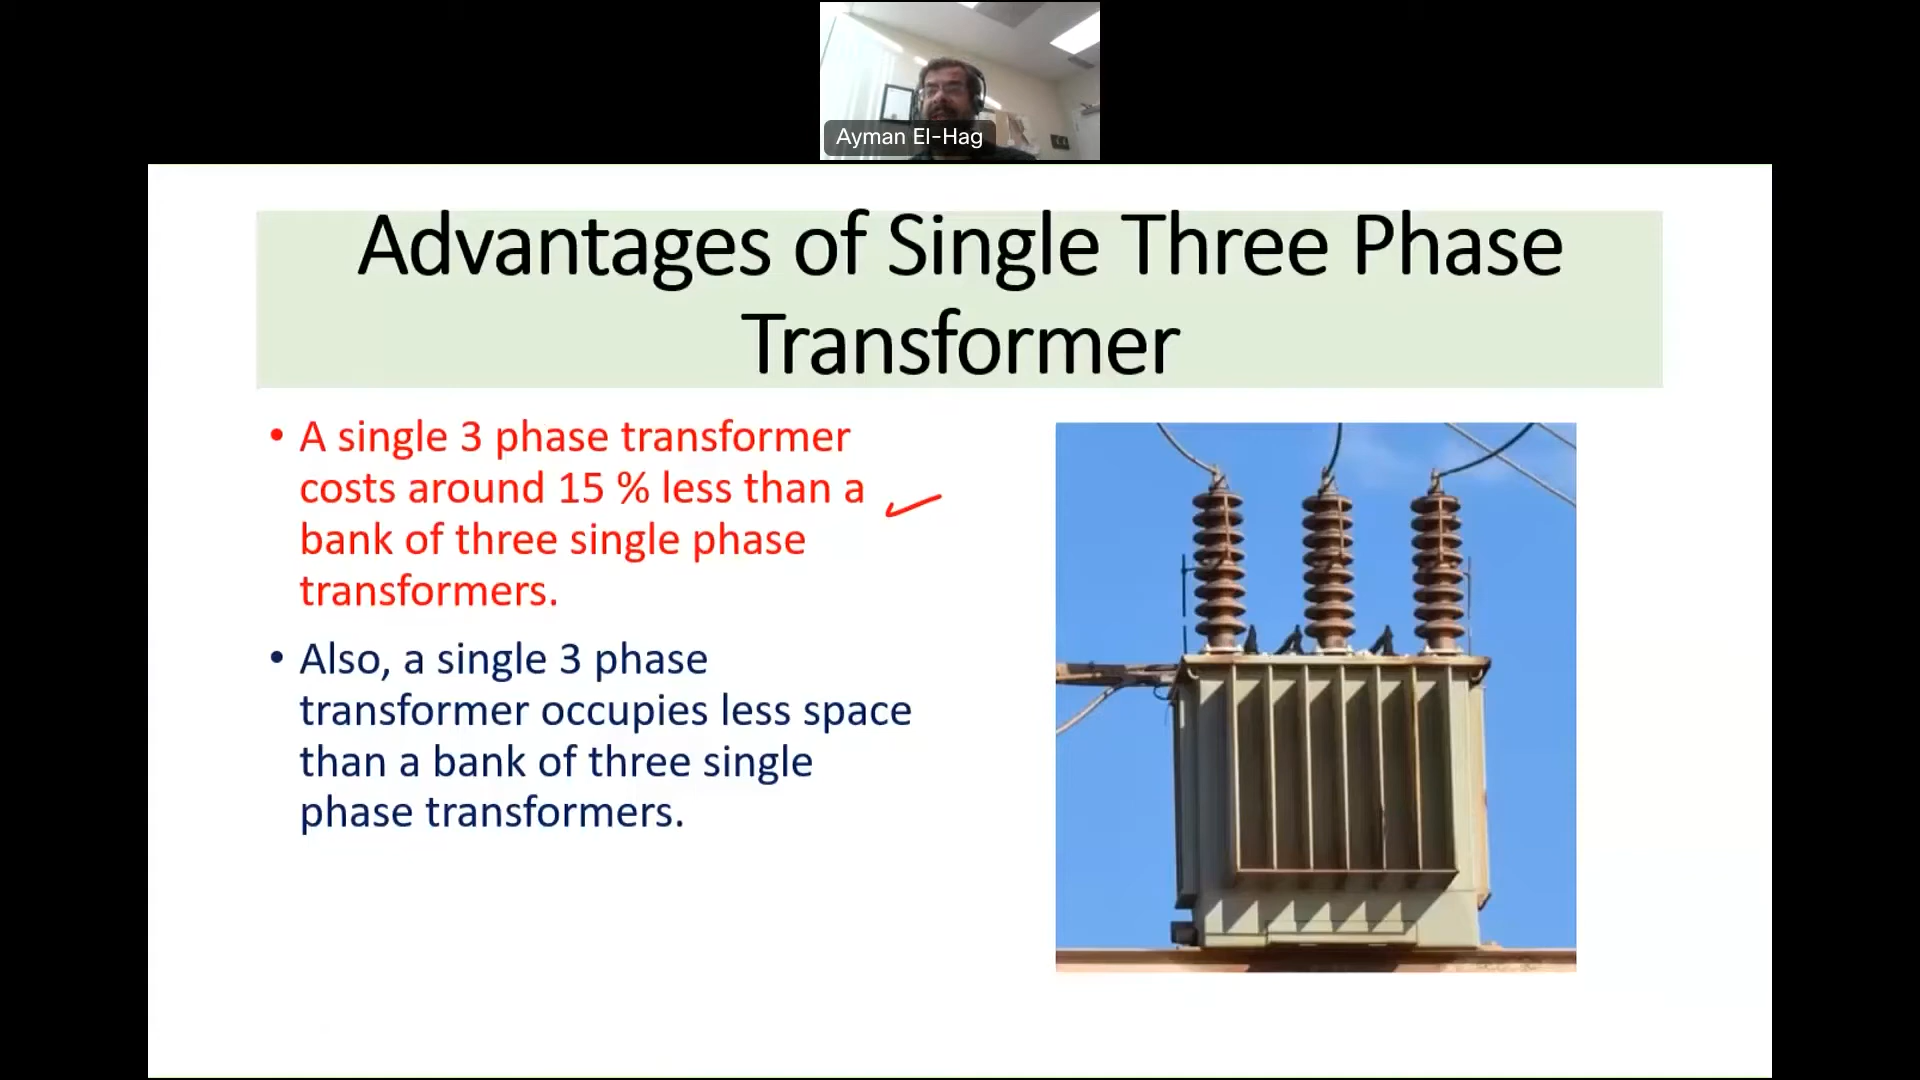 Ayman El-Hag
Advantages of Single Three Phase
Transformer
• A single 3 phase transformer
costs around 15 % less than a
bank of three single phase
transformers.
• Also, a single 3 phase
transformer occupies less space
than a bank of three single
phase transformers.